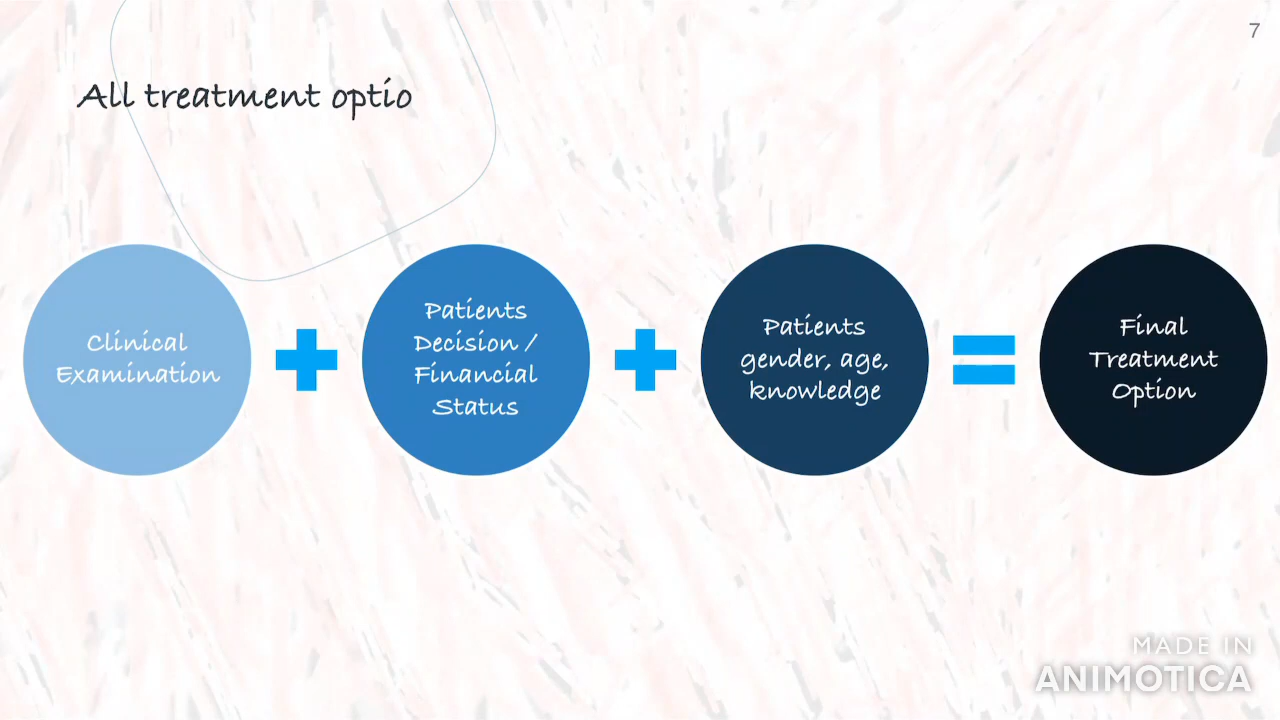 7
All treatment optio
Clinical
Examination
Patients
Decision /
Financial
Status
Patients
gender, age,
knowledge
Final
Treatment
Option
MADE IN
ANIMOTICA